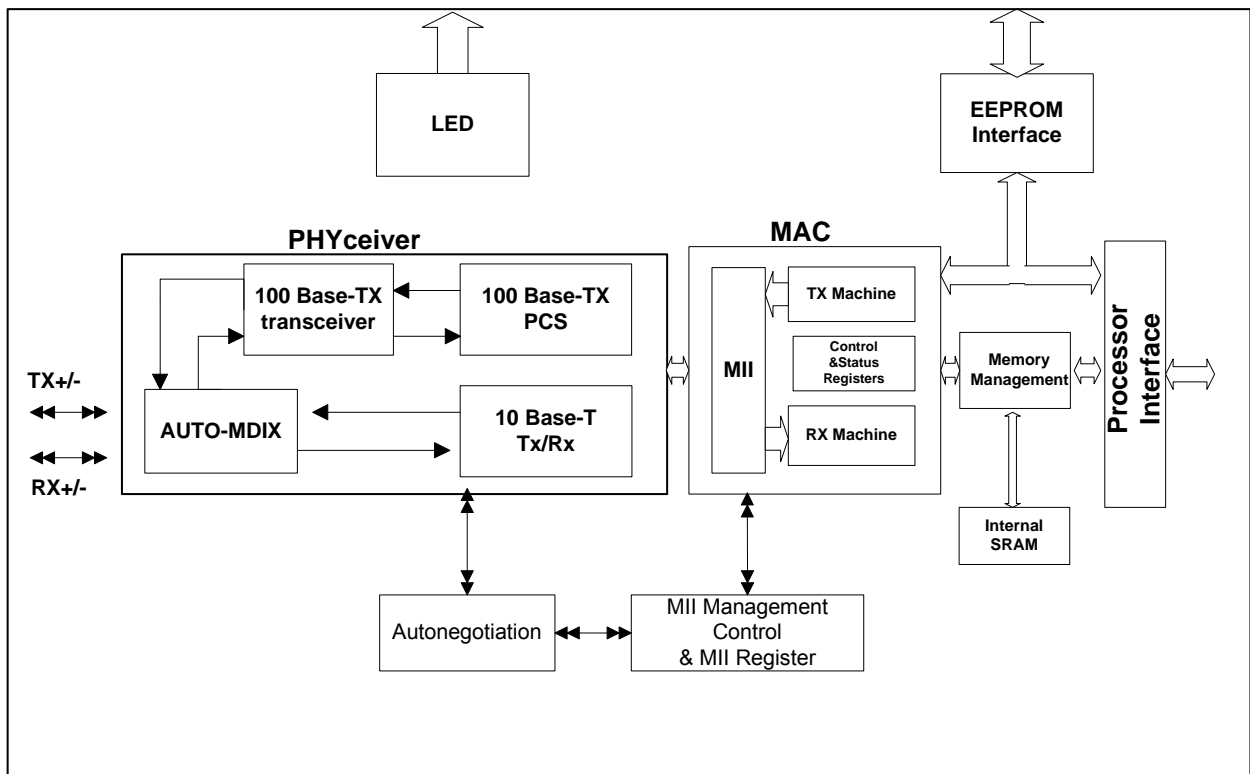 LED
EEPROM
Interface
PHYceiver
MAC
100 Base-TX
transceiver
100 Base-TX
PCS
MII
TX Machine
Control
&Status
Registers
RX Machine
Memory
Management
Processor
Interface
TX+/-
RX+/-
AUTO-MDIX
10 Base-T
Tx/Rx
Internal
SRAM
Autonegotiation
MII Management
Control
& MII Register